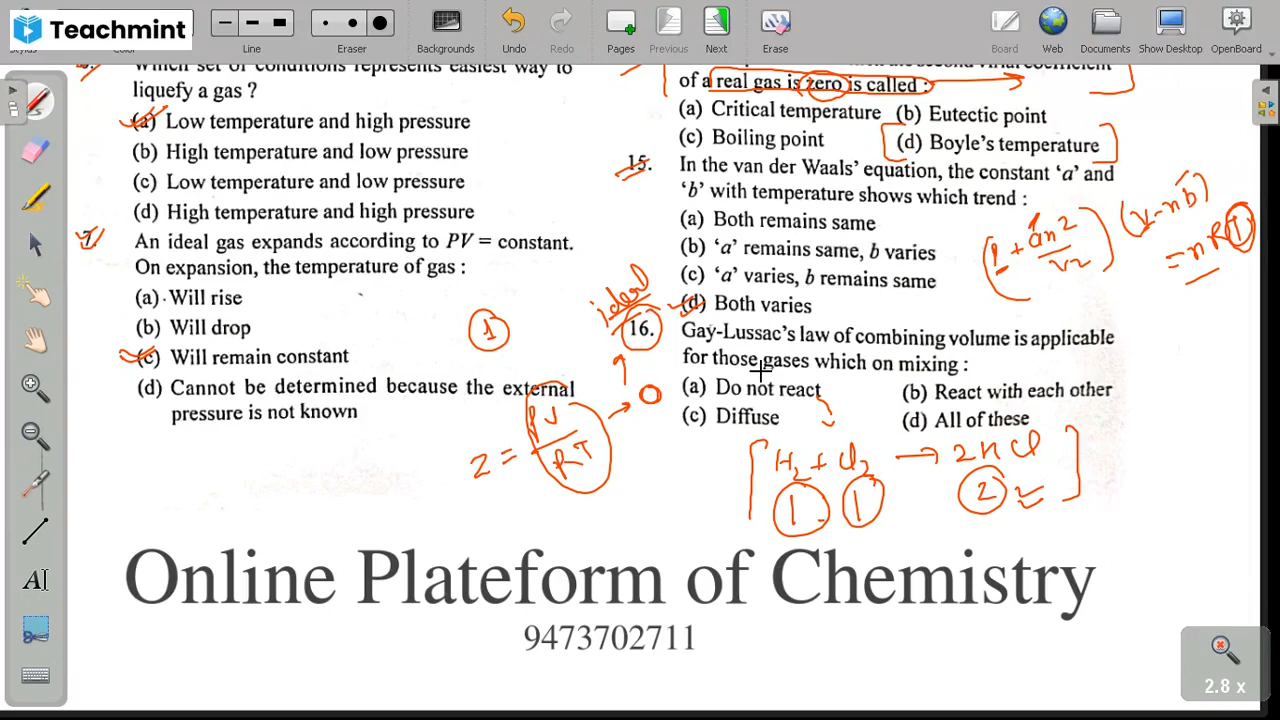 Teachmint
Line
Eraser
Backgrounds
Undo
Redo
Pages
Previous
Next
Erase
Board
Web
Documents
Show Desktop
OpenBoard
Which set of conditions represents easiest way to
liquefy a gas ?
(a) Low temperature and high pressure
(b) High temperature and low pressure
(c) Low temperature and low pressure
(d) High temperature and high pressure
7. An ideal gas expands according to PV = constant.
On expansion, the temperature of gas :
(a) Will rise
(b) Will drop
(c) Will remain constant
(d) Cannot be determined because the external
pressure is not known
1
Z = PV / RT
0
ideal
of a real gas is zero is called :
(a) Critical temperature (b) Eutectic point
(c) Boiling point (d) Boyle's temperature
15. In the van der Waals' equation, the constant 'a' and
'b' with temperature shows which trend :
(a) Both remains same
(b) 'a' remains same, b varies
(c) 'a' varies, b remains same
(d) Both varies
(P + an2 / V2) (V-nb)
= nRT
16. Gay-Lussac's law of combining volume is applicable
for those gases which on mixing :
(a) Do not react (b) React with each other
(c) Diffuse (d) All of these
H2 + Cl2 → 2HCl
1 1 2
Online Plateform of Chemistry
9473702711
2.8 x